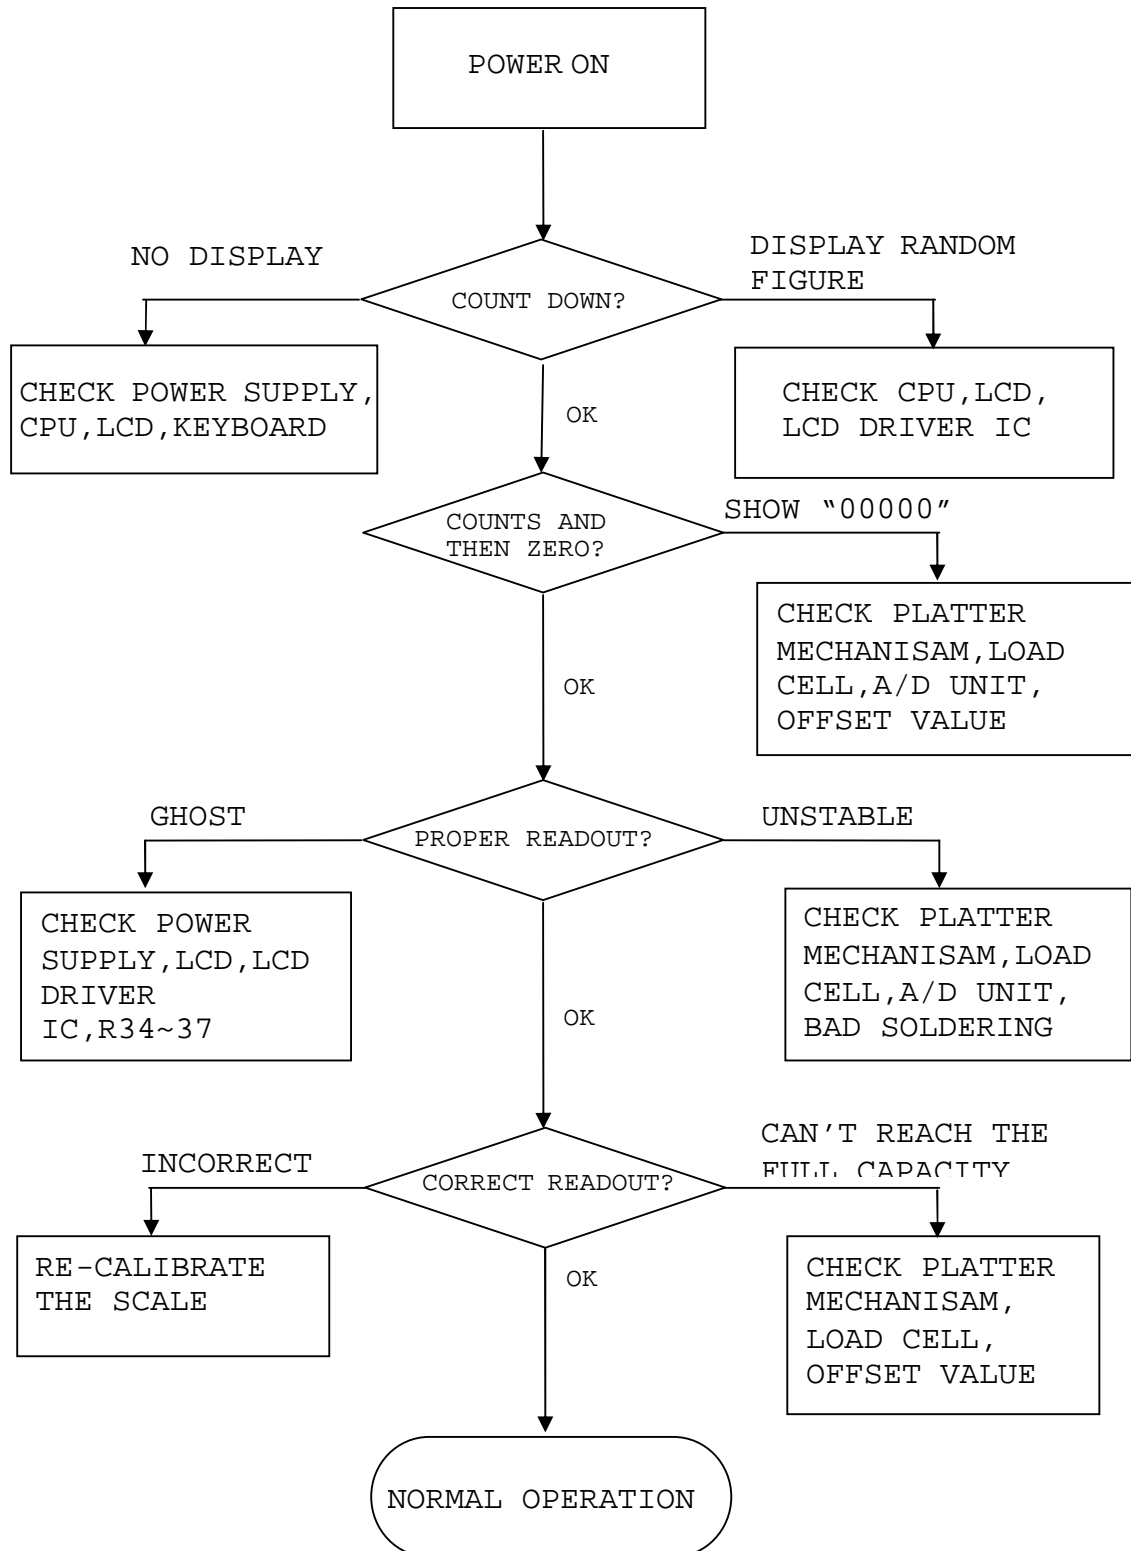 POWER ON
NO DISPLAY
DISPLAY RANDOM
FIGURE
COUNT DOWN?
CHECK POWER SUPPLY,
CPU,LCD,KEYBOARD
CHECK CPU,LCD,
LCD DRIVER IC
OK
COUNTS AND
THEN ZERO?
SHOW “00000”
CHECK PLATTER
MECHANISAM,LOAD
CELL,A/D UNIT,
OFFSET VALUE
OK
GHOST
PROPER READOUT?
UNSTABLE
CHECK POWER
SUPPLY,LCD,LCD
DRIVER
IC,R34~37
CHECK PLATTER
MECHANISAM,LOAD
CELL,A/D UNIT,
BAD SOLDERING
OK
INCORRECT
CORRECT READOUT?
CAN’T REACH THE
FULL CAPACITY
RE-CALIBRATE
THE SCALE
OK
CHECK PLATTER
MECHANISAM,
LOAD CELL,
OFFSET VALUE
NORMAL OPERATION